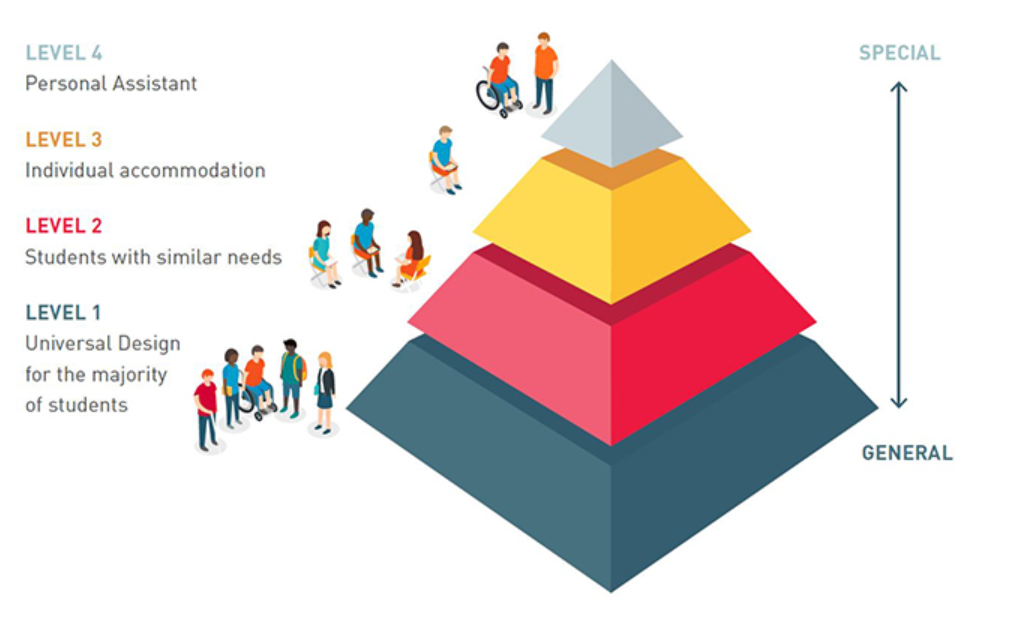 LEVEL 4
Personal Assistant
LEVEL 3
Individual accommodation
LEVEL 2
Students with similar needs
LEVEL 1
Universal Design
for the majority
of students
SPECIAL
GENERAL